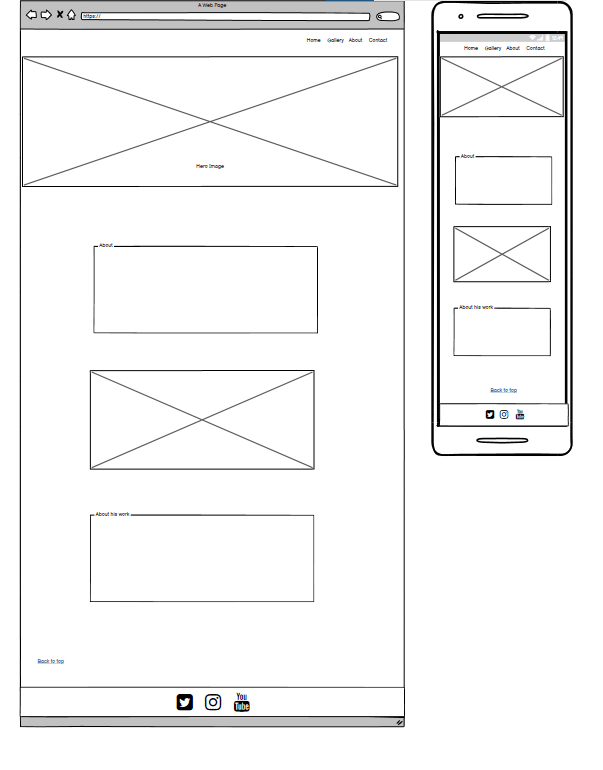 A Web Page
https://
Home Gallery About Contact
Hero Image
About
About his work
Back to top
You
Tube
Home Gallery About Contact
About
About his work
Back to top
You
Tube